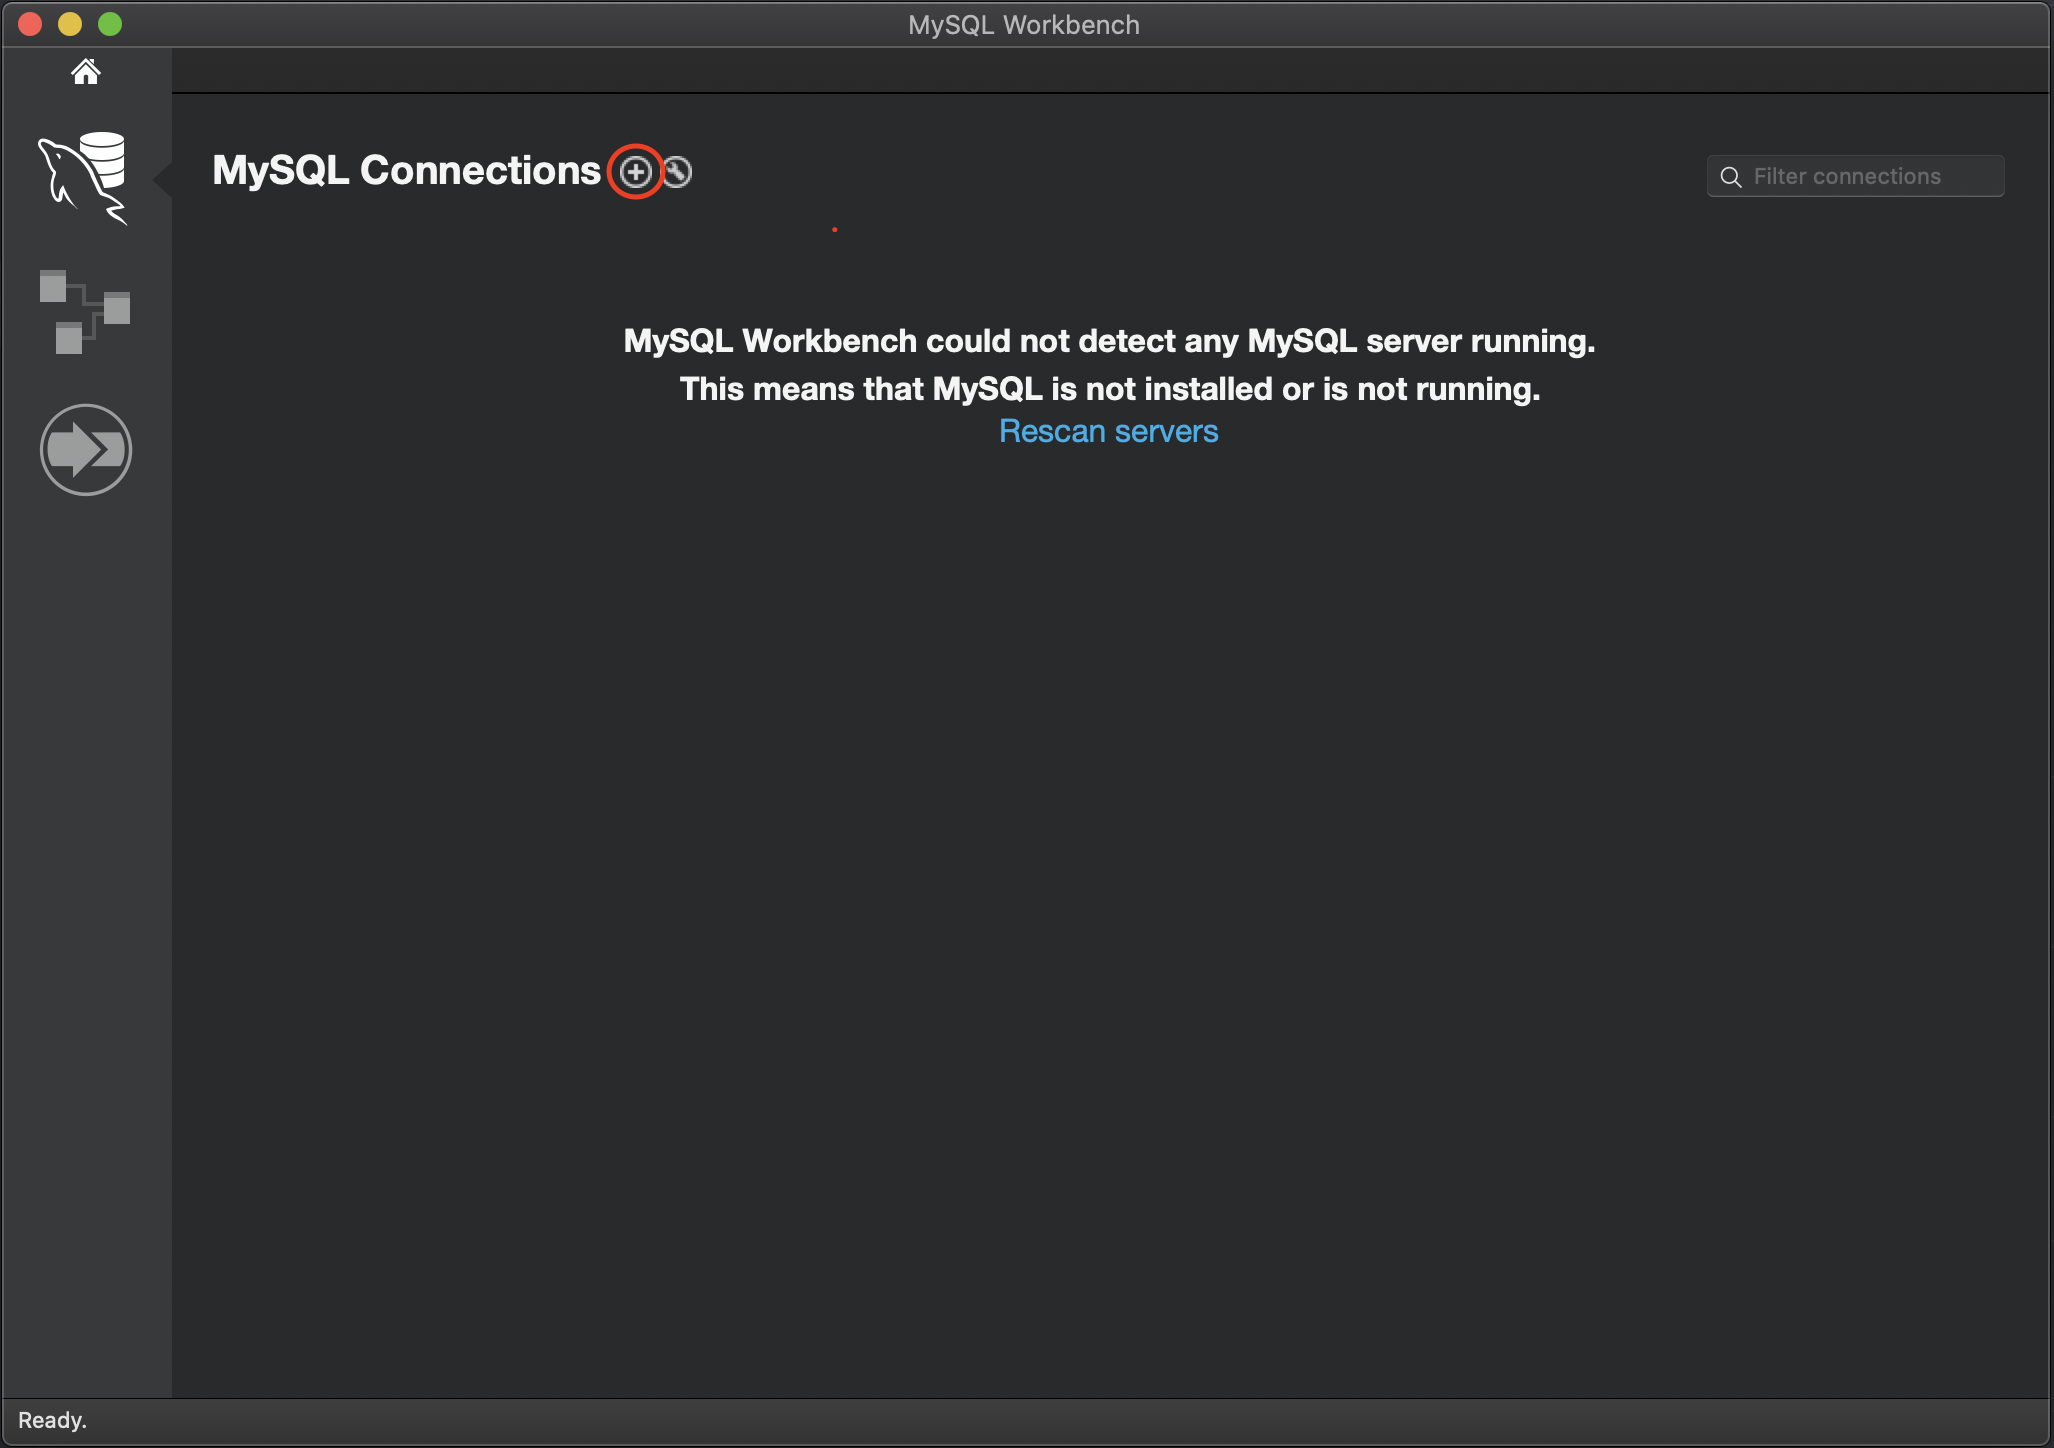 MySQL Workbench
MySQL Connections
Filter connections
MySQL Workbench could not detect any MySQL server running.
This means that MySQL is not installed or is not running.
Rescan servers
Ready.